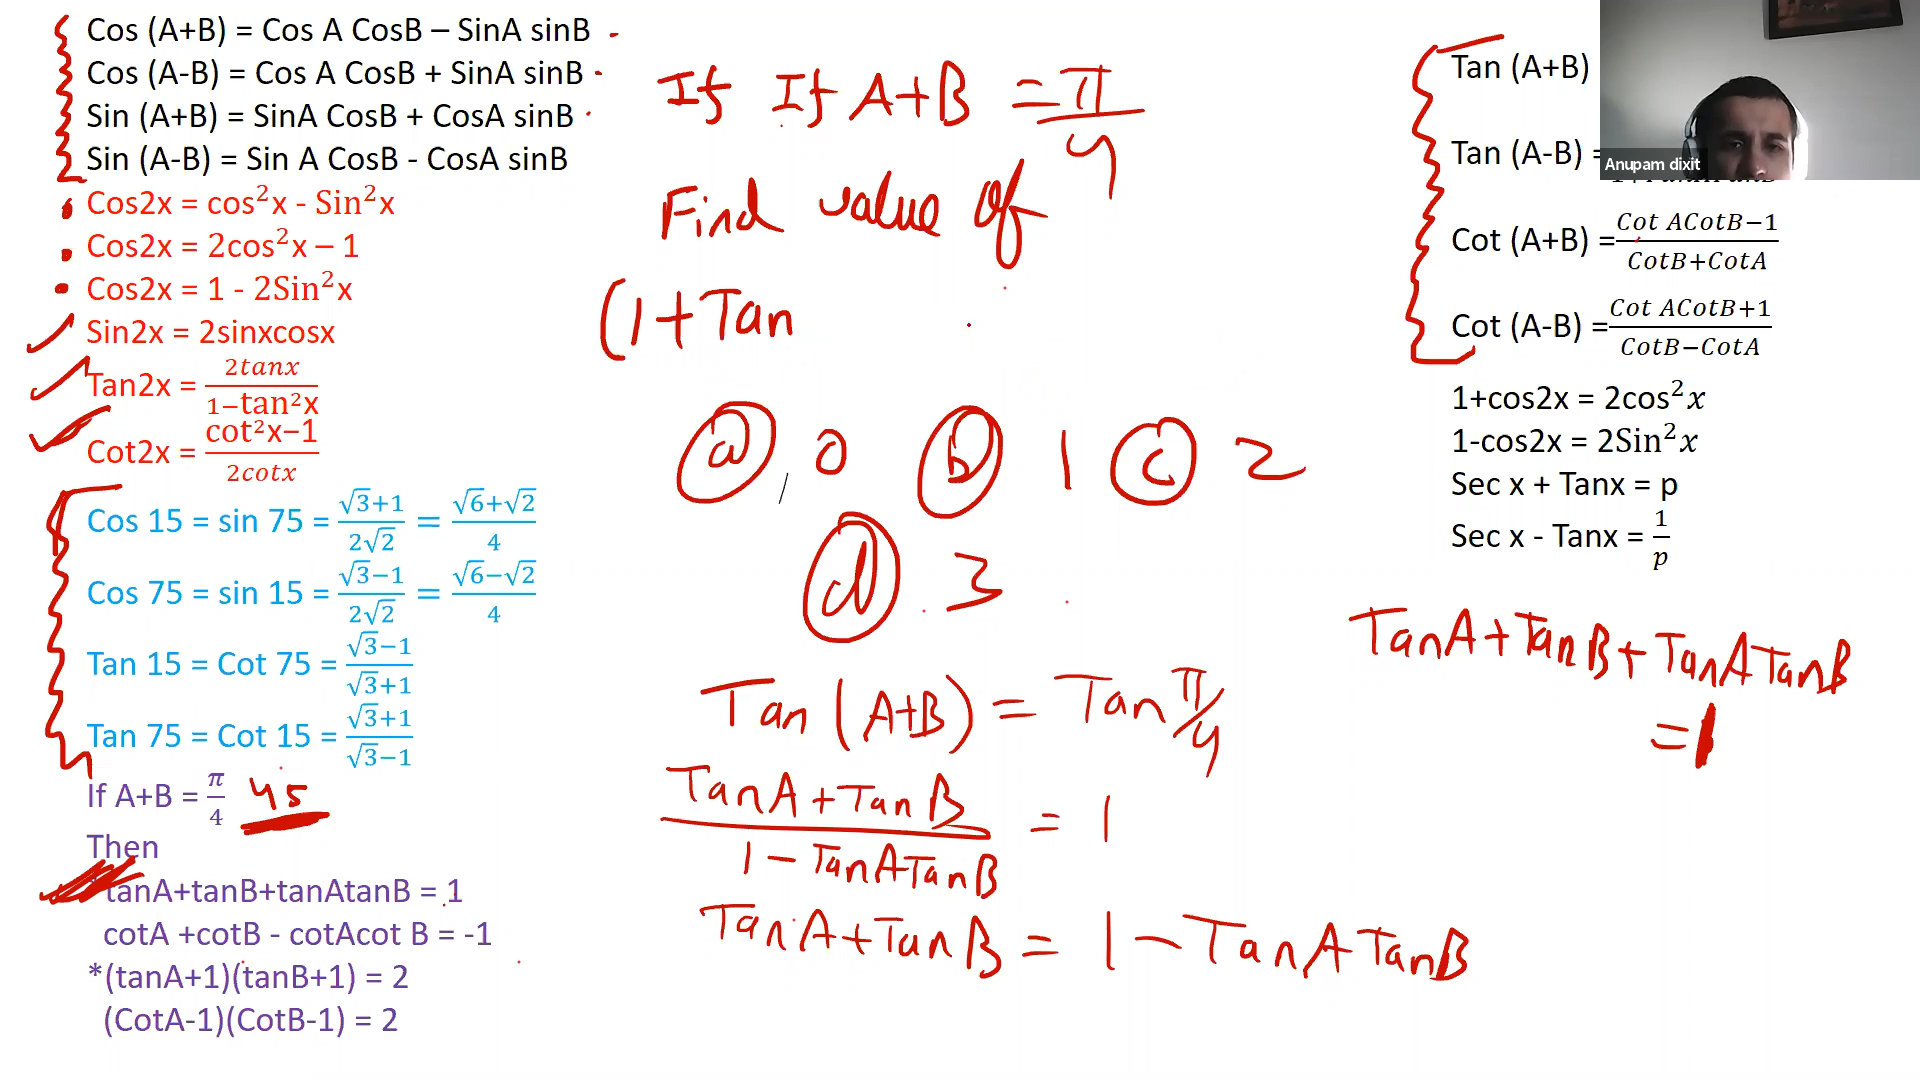 Cos (A+B) = Cos A CosB – SinA sinB
Cos (A-B) = Cos A CosB + SinA sinB
Sin (A+B) = SinA CosB + CosA sinB
Sin (A-B) = Sin A CosB - CosA sinB
Cos2x = cos²x - Sin²x
Cos2x = 2cos²x – 1
Cos2x = 1 - 2Sin²x
Sin2x = 2sinxcosx
Tan2x = 2tanx / 1–tan²x
Cot2x = cot²x–1 / 2cotx
Cos 15 = sin 75 = √3+1 / 2√2 = √6+√2 / 4
Cos 75 = sin 15 = √3−1 / 2√2 = √6−√2 / 4
Tan 15 = Cot 75 = √3−1 / √3+1
Tan 75 = Cot 15 = √3+1 / √3−1
If A+B = π/4 45
Then
tanA+tanB+tanAtanB = 1
cotA +cotB - cotAcot B = -1
*(tanA+1)(tanB+1) = 2
(CotA-1)(CotB-1) = 2
If If A+B = π/4
Find value of
(1+Tan
a 0 b 1 c 2
d 3
Tan (A+B) = Tan π/4
TanA+Tan B / 1 – TanATanB = 1
TanA+TanB = 1 – TanA TanB
Tan (A+B)
Tan (A-B) =
Anupam dixit
Cot (A+B) = Cot ACotB−1 / CotB+CotA
Cot (A-B) = Cot ACotB+1 / CotB−CotA
1+cos2x = 2cos²x
1-cos2x = 2Sin²x
Sec x + Tanx = p
Sec x - Tanx = 1/p
TanA+TanB+TanATanB
=1